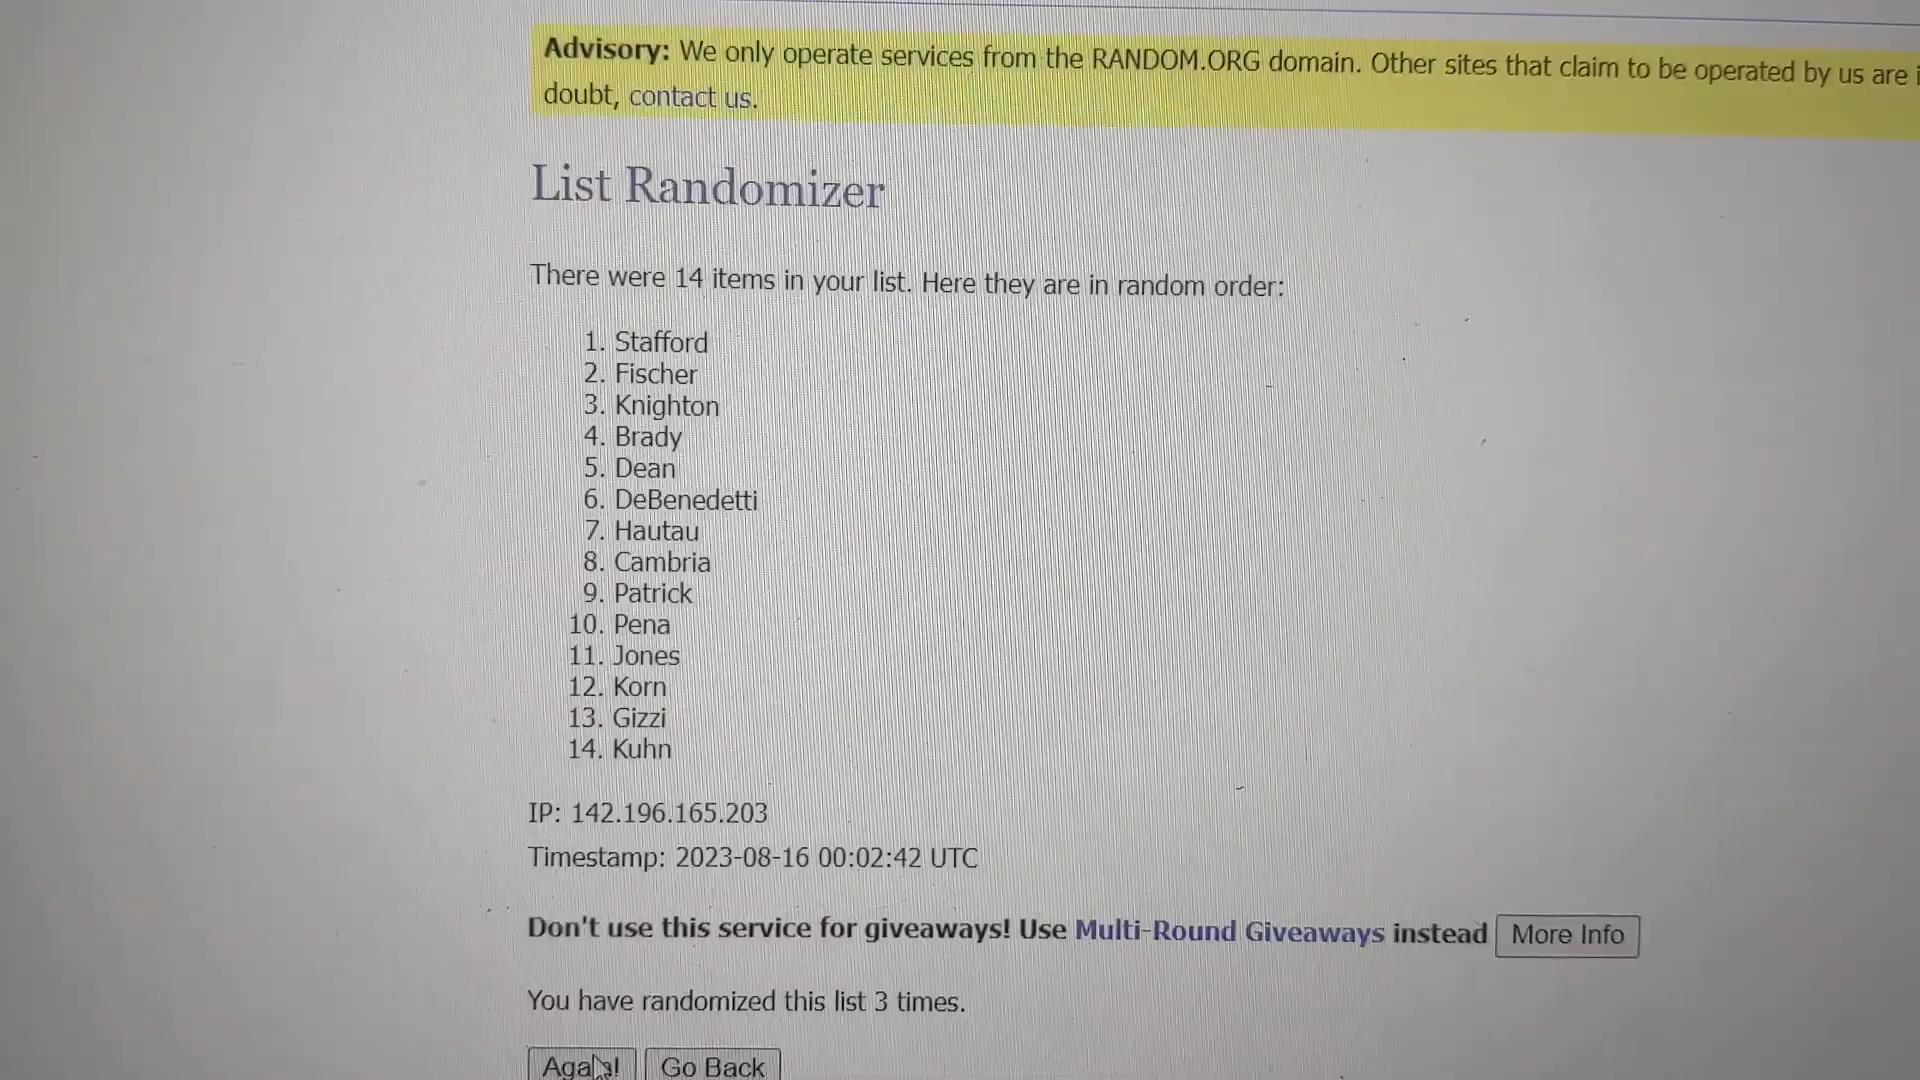 Advisory: We only operate services from the RANDOM.ORG domain. Other sites that claim to be operated by us are
doubt, contact us.
List Randomizer
There were 14 items in your list. Here they are in random order:
1. Stafford
2. Fischer
3. Knighton
4. Brady
5. Dean
6. DeBenedetti
7. Hautau
8. Cambria
9. Patrick
10. Pena
11. Jones
12. Korn
13. Gizzi
14. Kuhn
IP: 142.196.165.203
Timestamp: 2023-08-16 00:02:42 UTC
Don't use this service for giveaways! Use Multi-Round Giveaways instead More Info
You have randomized this list 3 times.
Again! Go Back